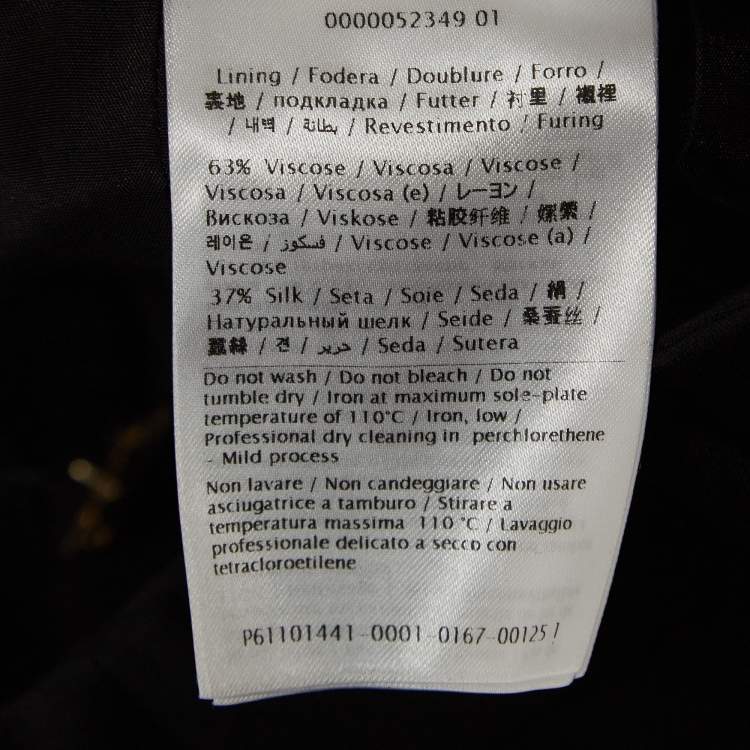 0000052349 01
Lining / Fodera / Doublure / Forro /
裏地 / подкладка / Futter / 衬里 / 襯裡
/ 내벽 / بطانة / Revestimento / Furing
63% Viscose / Viscosa / Viscose /
Viscosa / Viscosa (e) / レーヨン /
Вискоза / Viskose / 粘胶纤维 / 嫘縈 /
레이온 / فسكوز / Viscose / Viscose (a) /
Viscose
37% Silk / Seta / Soie / Seda / 絹 /
Натуральный шелк / Seide / 桑蚕丝 /
蠶絲 / 견 / حرير / Seda / Sutera
Do not wash / Do not bleach / Do not
tumble dry / Iron at maximum sole-plate
temperature of 110°C / Iron, low /
Professional dry cleaning in perchlorethene
- Mild process
Non lavare / Non candeggiare / Non usare
asciugatrice a tamburo / Stirare a
temperatura massima 110 °C / Lavaggio
professionale delicato a secco con
tetracloroetilene
P61101441-0001-0167-00125 /